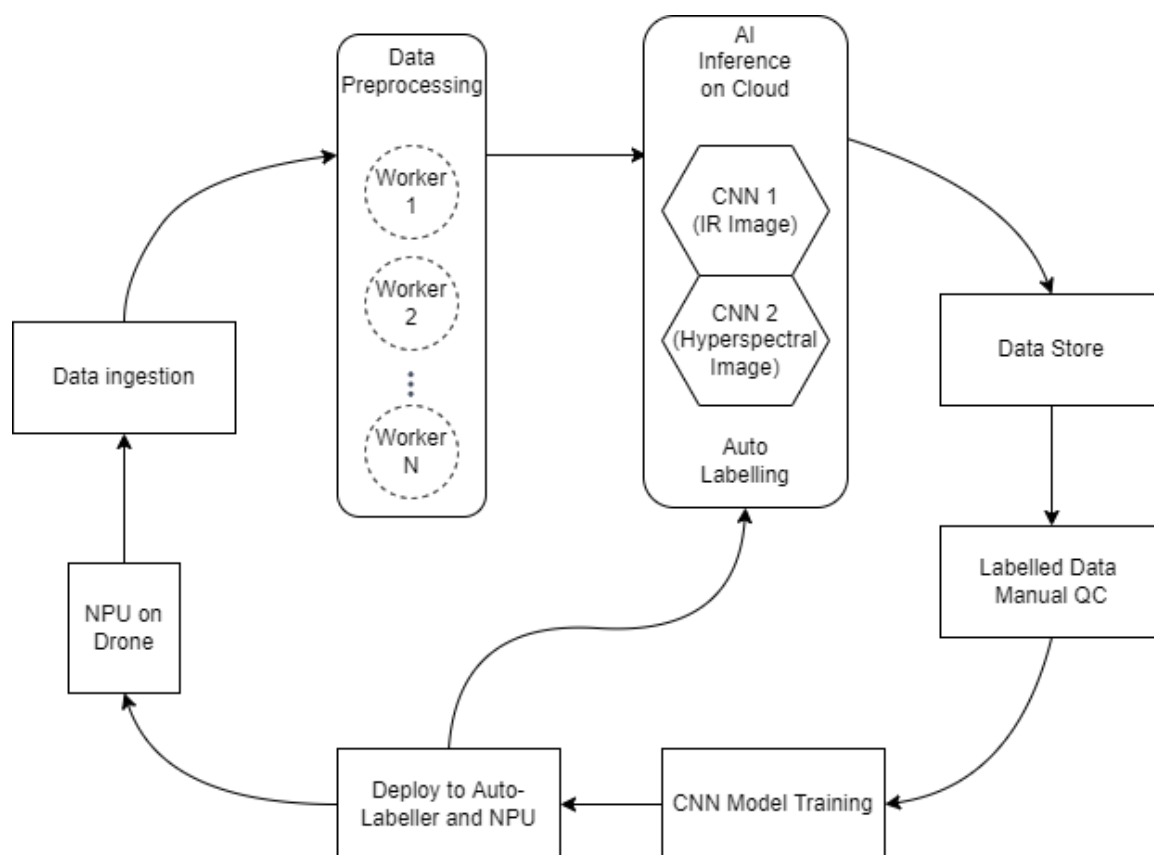 Data
Preprocessing
Worker
1
Worker
2
Worker
N
AI
Inference
on Cloud
CNN 1
(IR Image)
CNN 2
(Hyperspectral
Image)
Auto
Labelling
Data Store
Labelled Data
Manual QC
CNN Model Training
Deploy to Auto-
Labeller and NPU
NPU on
Drone
Data ingestion